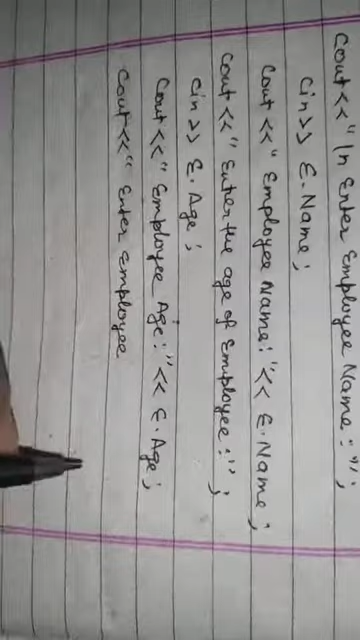 Cout<<"\n Enter Employee Name:";
Cin>> E.Name;
Cout <<" Employee Name:"<< E.Name;
Cout<<" Enter the age of Employee:";
Cin>> E.Age;
Cout<<" Employee Age:"<< E.Age;
Cout<<" Enter Employee